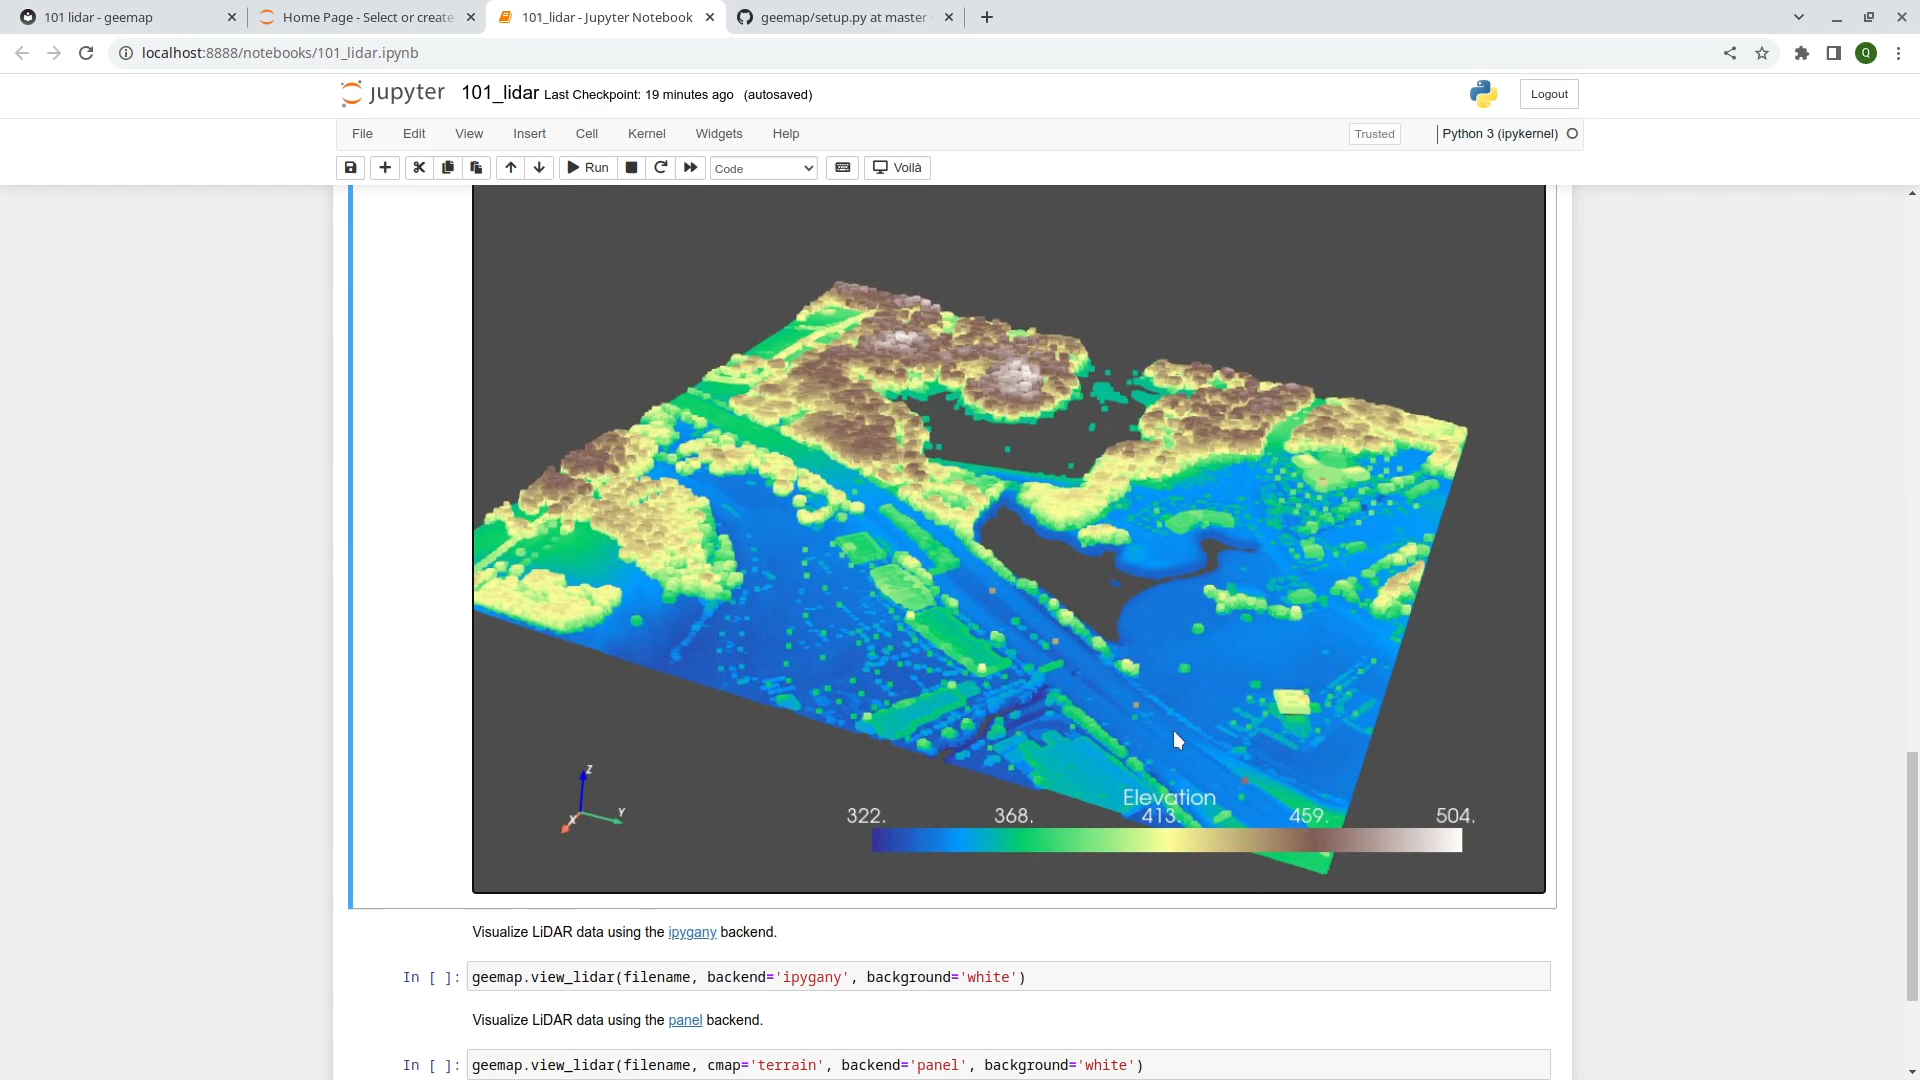 101 lidar - geemap
Home Page - Select or create
101_lidar - Jupyter Notebook
geemap/setup.py at master
localhost:8888/notebooks/101_lidar.ipynb
Q
jupyter 101_lidar Last Checkpoint: 19 minutes ago (autosaved)
Logout
File Edit View Insert Cell Kernel Widgets Help
Trusted
Python 3 (ipykernel)
Run
Code
Voilà
Z
Y
X
Elevation
322. 368. 413. 459. 504.
Visualize LiDAR data using the ipygany backend.
In [ ]: geemap.view_lidar(filename, backend='ipygany', background='white')
Visualize LiDAR data using the panel backend.
In [ ]: geemap.view_lidar(filename, cmap='terrain', backend='panel', background='white')